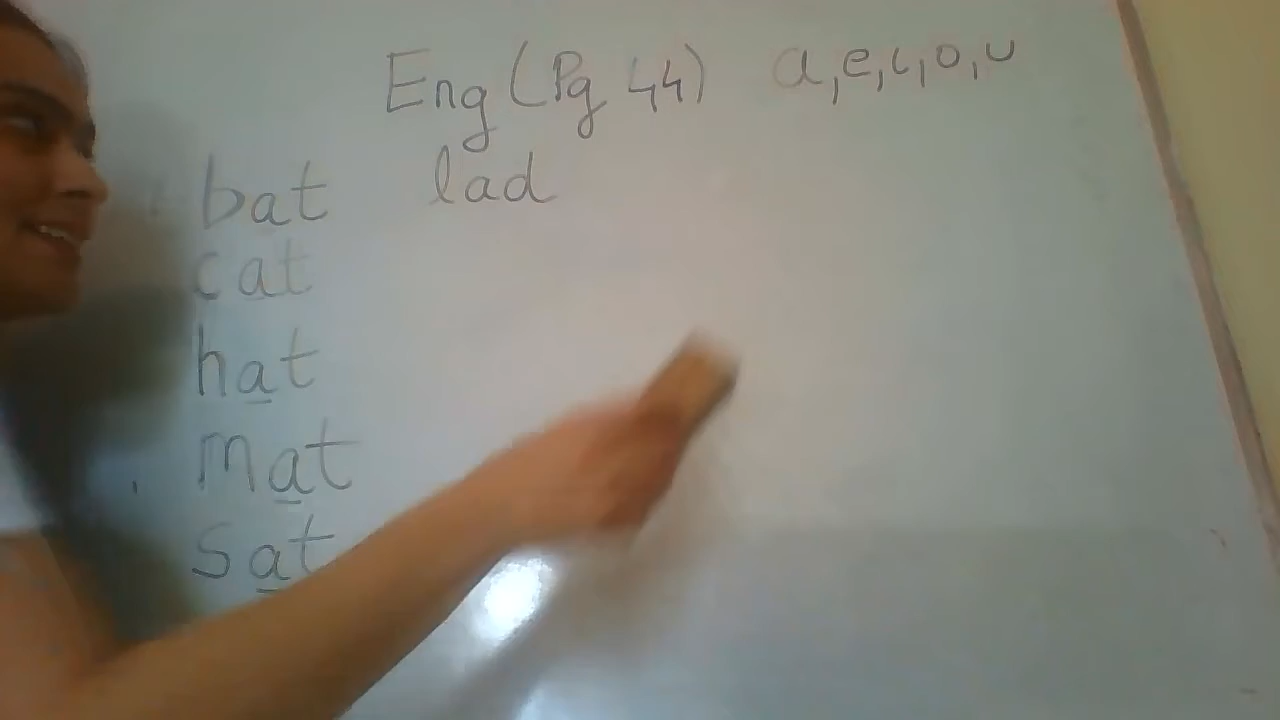 Eng (Pg 44) a, e, i, o, u
bat lad
cat
hat
mat
sat